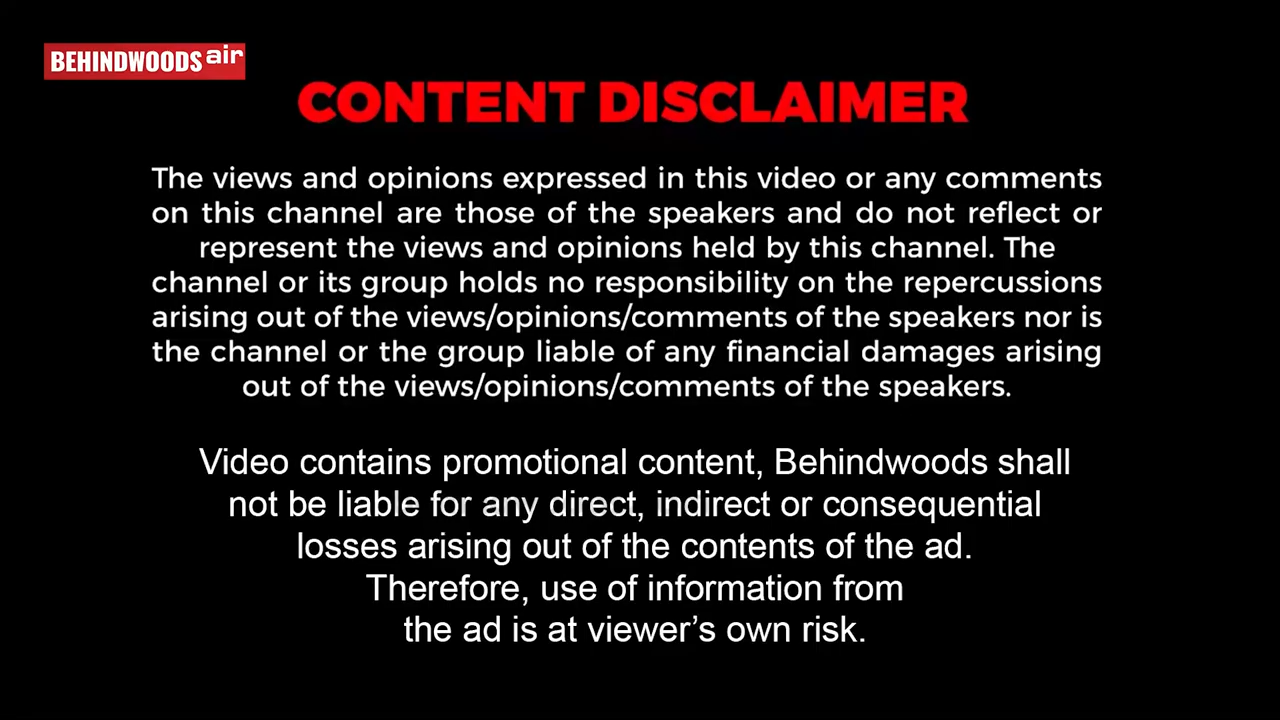 BEHINDWOODS air
CONTENT DISCLAIMER
The views and opinions expressed in this video or any comments
on this channel are those of the speakers and do not reflect or
represent the views and opinions held by this channel. The
channel or its group holds no responsibility on the repercussions
arising out of the views/opinions/comments of the speakers nor is
the channel or the group liable of any financial damages arising
out of the views/opinions/comments of the speakers.
Video contains promotional content, Behindwoods shall
not be liable for any direct, indirect or consequential
losses arising out of the contents of the ad.
Therefore, use of information from
the ad is at viewer’s own risk.